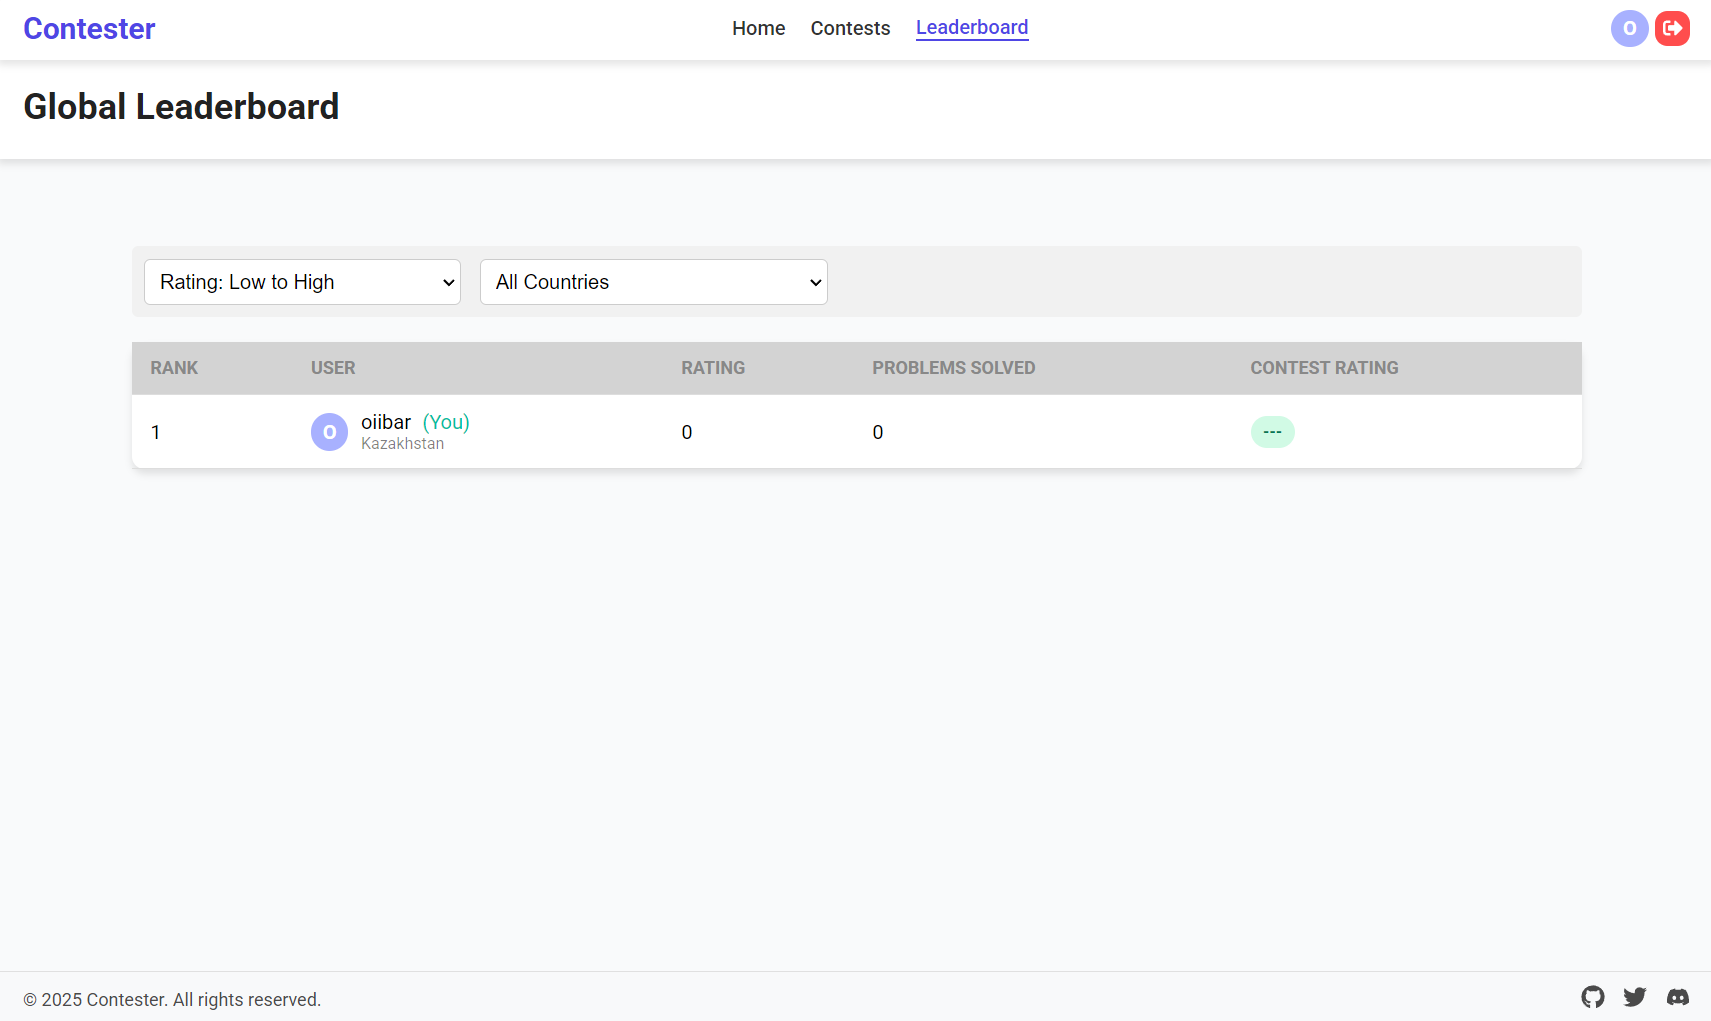 Contester
Home Contests Leaderboard
O
Global Leaderboard
Rating: Low to High All Countries
RANK USER RATING PROBLEMS SOLVED CONTEST RATING
1 O oiibar (You) 0 0 ---
Kazakhstan
© 2025 Contester. All rights reserved.